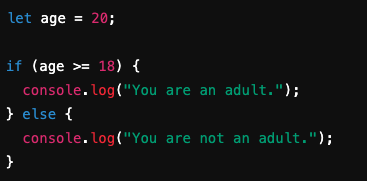 let age = 20;

if (age >= 18) {
  console.log("You are an adult.");
} else {
  console.log("You are not an adult.");
}